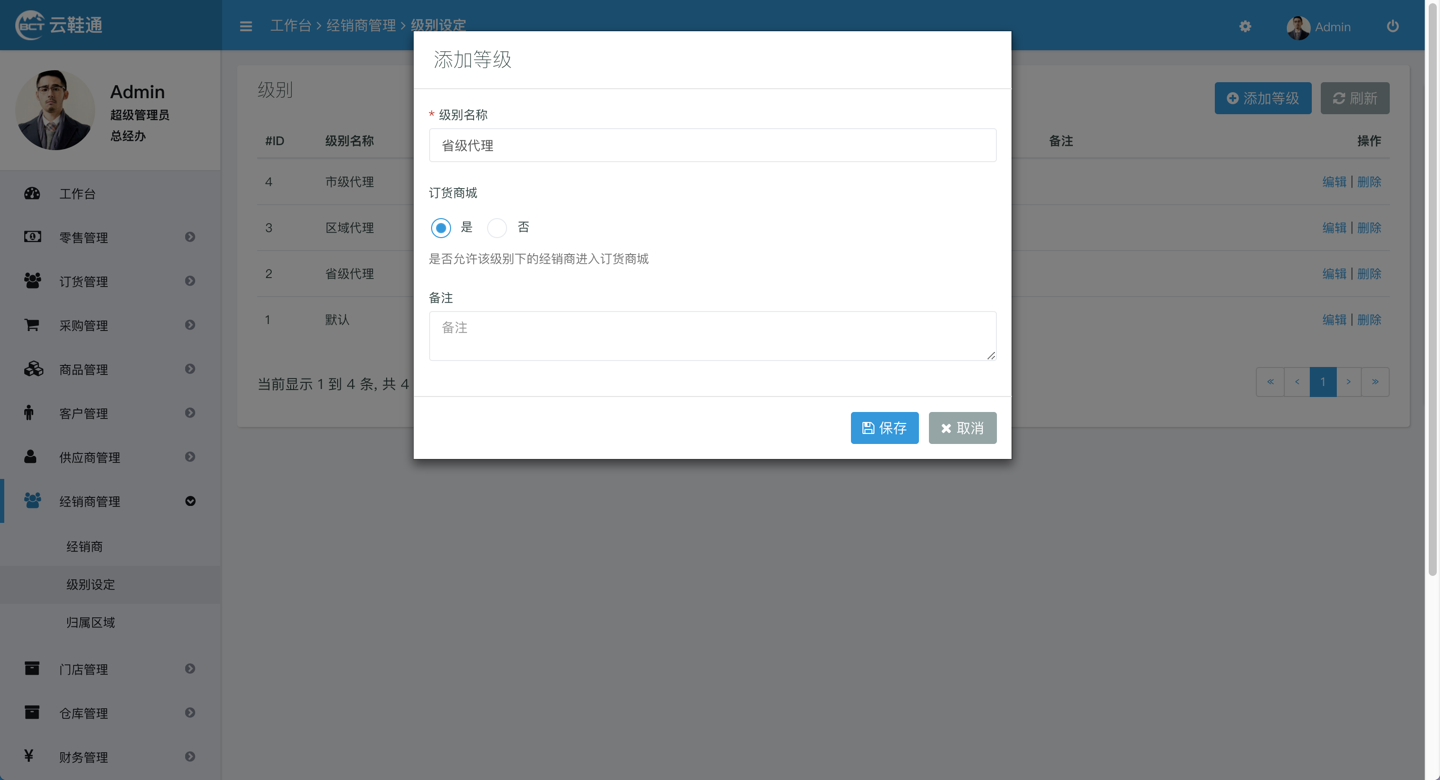 BCT 云鞋通
工作台 > 经销商管理 > 级别设定
Admin
Admin
超级管理员
总经办
工作台
零售管理
订货管理
采购管理
商品管理
客户管理
供应商管理
经销商管理
经销商
级别设定
归属区域
门店管理
仓库管理
¥ 财务管理
级别
添加等级
刷新
#ID 级别名称 备注 操作
4 市级代理 编辑 | 删除
3 区域代理 编辑 | 删除
2 省级代理 编辑 | 删除
1 默认 编辑 | 删除
当前显示 1 到 4 条, 共 4
« ‹ 1 › »
添加等级
* 级别名称
省级代理
订货商城
是 否
是否允许该级别下的经销商进入订货商城
备注
备注
保存 取消